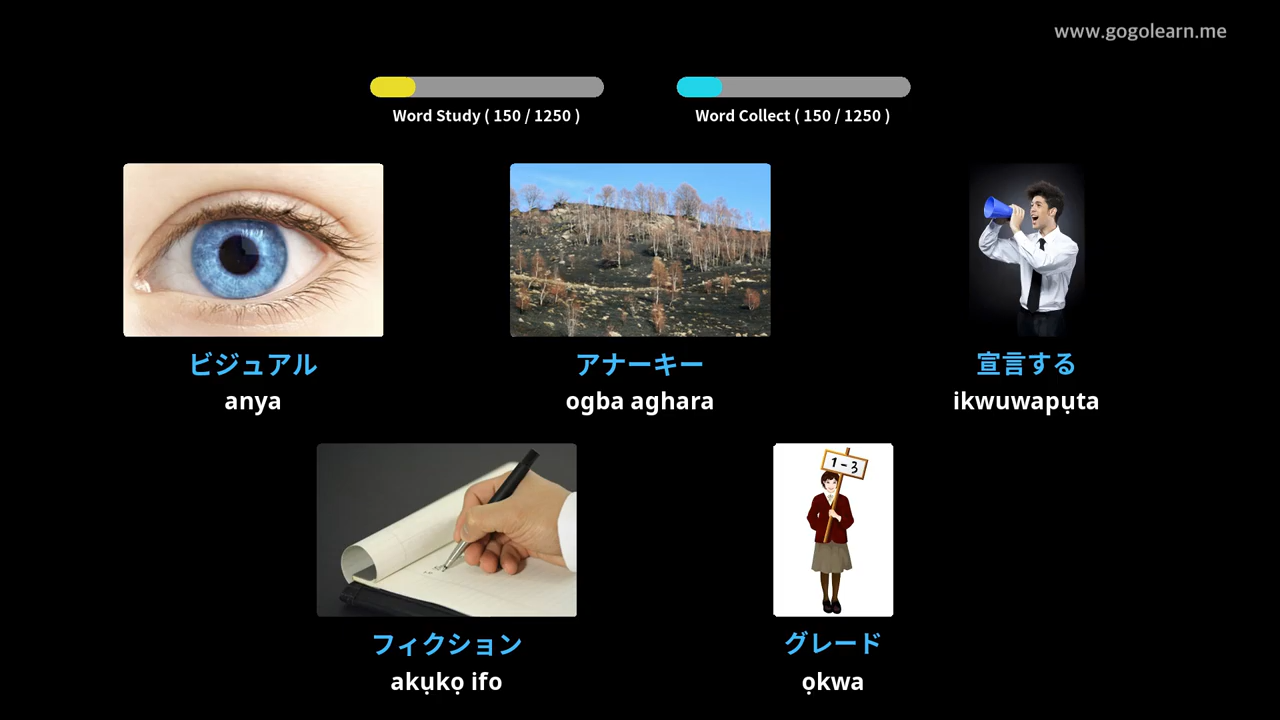 www.gogolearn.me
Word Study ( 150 / 1250 )
Word Collect ( 150 / 1250 )
ビジュアル
anya
アナーキー
ogba aghara
宣言する
ikwuwapụta
1-3
フィクション
akụkọ ifo
グレード
ọkwa